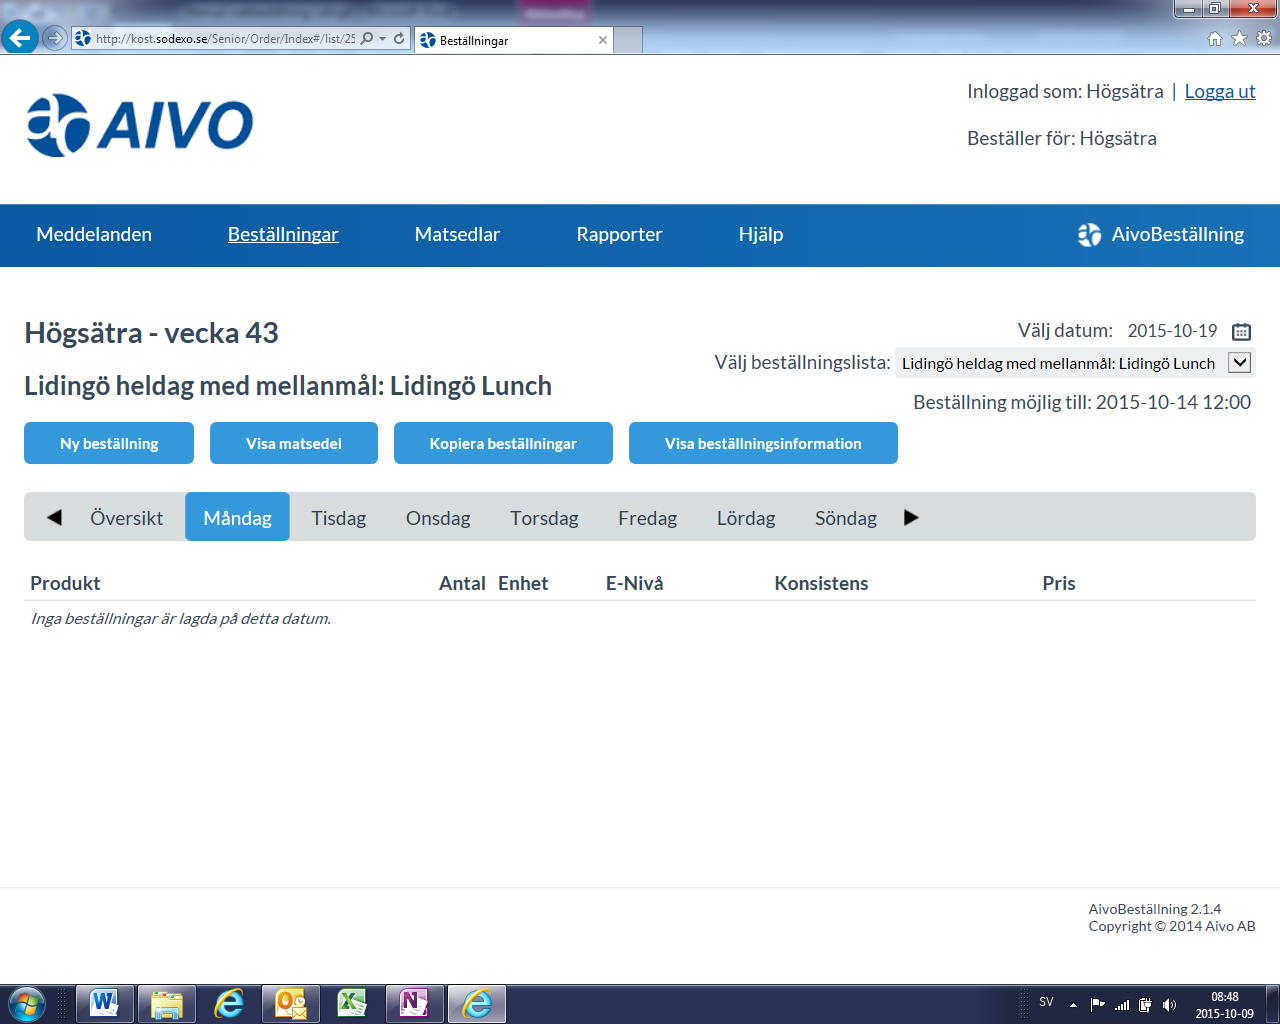 http://kost.sodexo.se/Senior/Order/Index#/list/25
Beställningar
AIVO
Inloggad som: Högsätra | Logga ut
Beställer för: Högsätra
Meddelanden Beställningar Matsedlar Rapporter Hjälp AivoBeställning
Högsätra - vecka 43
Välj datum: 2015-10-19
Välj beställningslista: Lidingö heldag med mellanmål: Lidingö Lunch
Lidingö heldag med mellanmål: Lidingö Lunch
Beställning möjlig till: 2015-10-14 12:00
Ny beställning Visa matsedel Kopiera beställningar Visa beställningsinformation
Översikt Måndag Tisdag Onsdag Torsdag Fredag Lördag Söndag
Produkt Antal Enhet E-Nivå Konsistens Pris
Inga beställningar är lagda på detta datum.
AivoBeställning 2.1.4
Copyright © 2014 Aivo AB
SV
08:48
2015-10-09